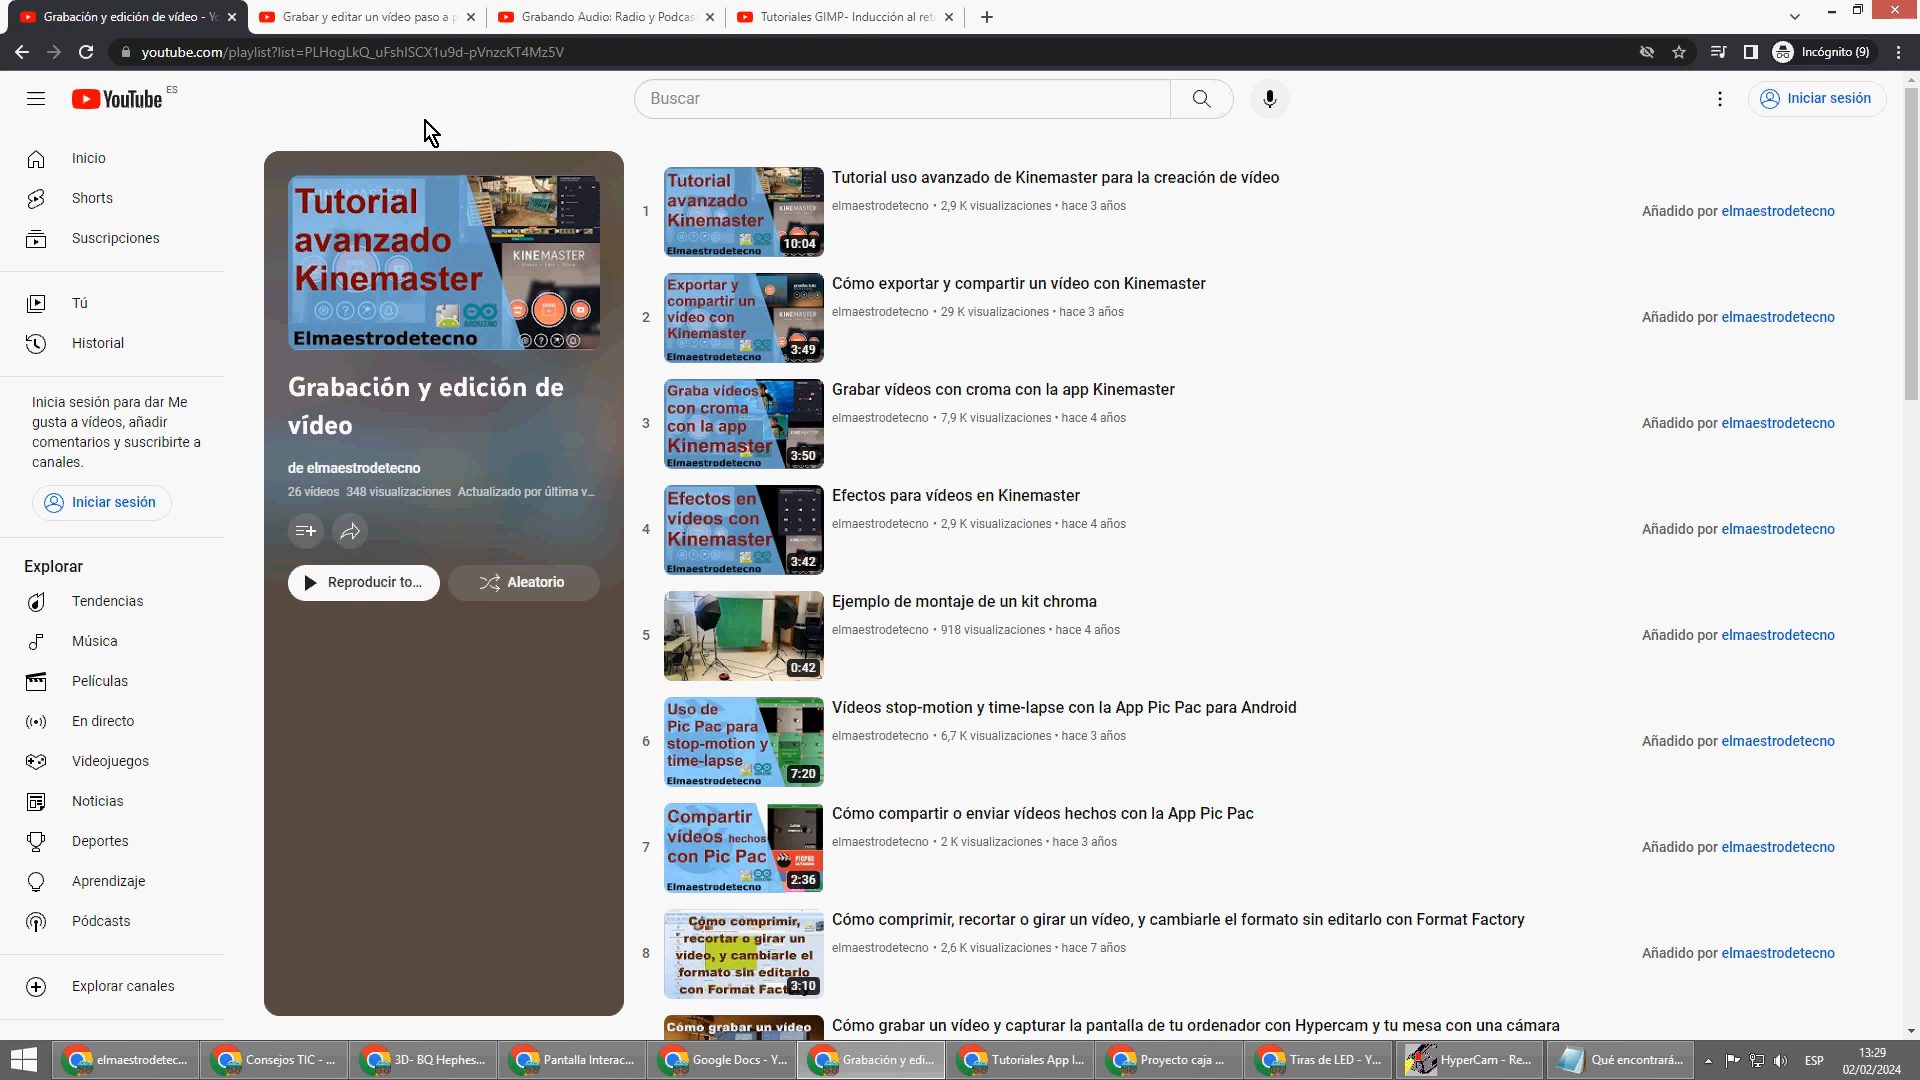 Grabación y edición de vídeo - Yo
Grabar y editar un vídeo paso a p
Grabando Audio: Radio y Podcas
Tutoriales GIMP- Inducción al ret
youtube.com/playlist?list=PLHogLkQ_uFshISCX1u9d-pVnzcKT4Mz5V
Incógnito (9)
YouTube ES
Buscar
Iniciar sesión
Inicio
Shorts
Suscripciones
Tú
Historial
Inicia sesión para dar Me
gusta a vídeos, añadir
comentarios y suscribirte a
canales.
Iniciar sesión
Explorar
Tendencias
Música
Películas
En directo
Videojuegos
Noticias
Deportes
Aprendizaje
Pódcasts
Explorar canales
Tutorial
avanzado
Kinemaster
KINEMASTER
ARDUINO
Elmaestrodetecno
Grabación y edición de
vídeo
de elmaestrodetecno
26 vídeos 348 visualizaciones Actualizado por última v...
Reproducir to...
Aleatorio
1
Tutorial
avanzado
Kinemaster
KINEMASTER
Elmaestrodetecno
10:04
Tutorial uso avanzado de Kinemaster para la creación de vídeo
elmaestrodetecno • 2,9 K visualizaciones • hace 3 años
Añadido por elmaestrodetecno
2
Exportar y
compartir un
vídeo con
Kinemaster
KINEMASTER
Elmaestrodetecno
3:49
Cómo exportar y compartir un vídeo con Kinemaster
elmaestrodetecno • 29 K visualizaciones • hace 3 años
Añadido por elmaestrodetecno
3
Graba vídeos
con croma
con la app
Kinemaster
Elmaestrodetecno
3:50
Grabar vídeos con croma con la app Kinemaster
elmaestrodetecno • 7,9 K visualizaciones • hace 4 años
Añadido por elmaestrodetecno
4
Efectos en
vídeos con
Kinemaster
Elmaestrodetecno
3:42
Efectos para vídeos en Kinemaster
elmaestrodetecno • 2,9 K visualizaciones • hace 4 años
Añadido por elmaestrodetecno
5
0:42
Ejemplo de montaje de un kit chroma
elmaestrodetecno • 918 visualizaciones • hace 4 años
Añadido por elmaestrodetecno
6
Uso de
Pic Pac para
stop-motion y
time-lapse
Elmaestrodetecno
7:20
Vídeos stop-motion y time-lapse con la App Pic Pac para Android
elmaestrodetecno • 6,7 K visualizaciones • hace 3 años
Añadido por elmaestrodetecno
7
Compartir
vídeos hechos
con Pic Pac
PICPAC
Elmaestrodetecno
2:36
Cómo compartir o enviar vídeos hechos con la App Pic Pac
elmaestrodetecno • 2 K visualizaciones • hace 3 años
Añadido por elmaestrodetecno
8
Cómo comprimir,
recortar o girar un
vídeo, y cambiarle el
formato sin editarlo
con Format Factory
3:10
Cómo comprimir, recortar o girar un vídeo, y cambiarle el formato sin editarlo con Format Factory
elmaestrodetecno • 2,6 K visualizaciones • hace 7 años
Añadido por elmaestrodetecno
Cómo grabar un vídeo
Cómo grabar un vídeo y capturar la pantalla de tu ordenador con Hypercam y tu mesa con una cámara
elmaestrodetec...
Consejos TIC - ...
3D- BQ Hephes...
Pantalla Interac...
Google Docs - Y...
Grabación y edi...
Tutoriales App I...
Proyecto caja ...
Tiras de LED - Y...
HyperCam - Re...
Qué encontrará...
ESP
13:29
02/02/2024